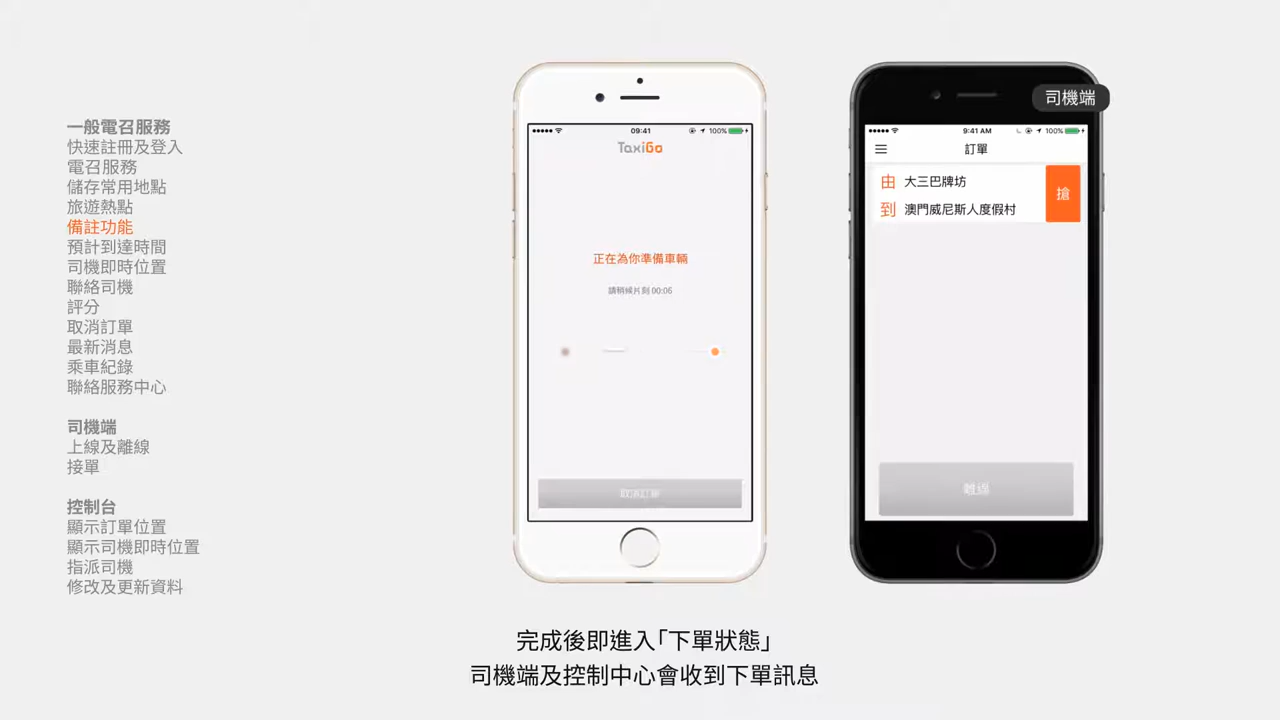 一般電召服務
快速註冊及登入
電召服務
儲存常用地點
旅遊熱點
備註功能
預計到達時間
司機即時位置
聯絡司機
評分
取消訂單
最新消息
乘車紀錄
聯絡服務中心
司機端
上線及離線
接單
控制台
顯示訂單位置
顯示司機即時位置
指派司機
修改及更新資料
09:41
100%
TaxiGo
正在為你準備車輛
請稍候片刻 00:06
取消訂單
司機端
9:41 AM
100%
訂單
由 大三巴牌坊
到 澳門威尼斯人度假村
搶
離線
完成後即進入「下單狀態」
司機端及控制中心會收到下單訊息